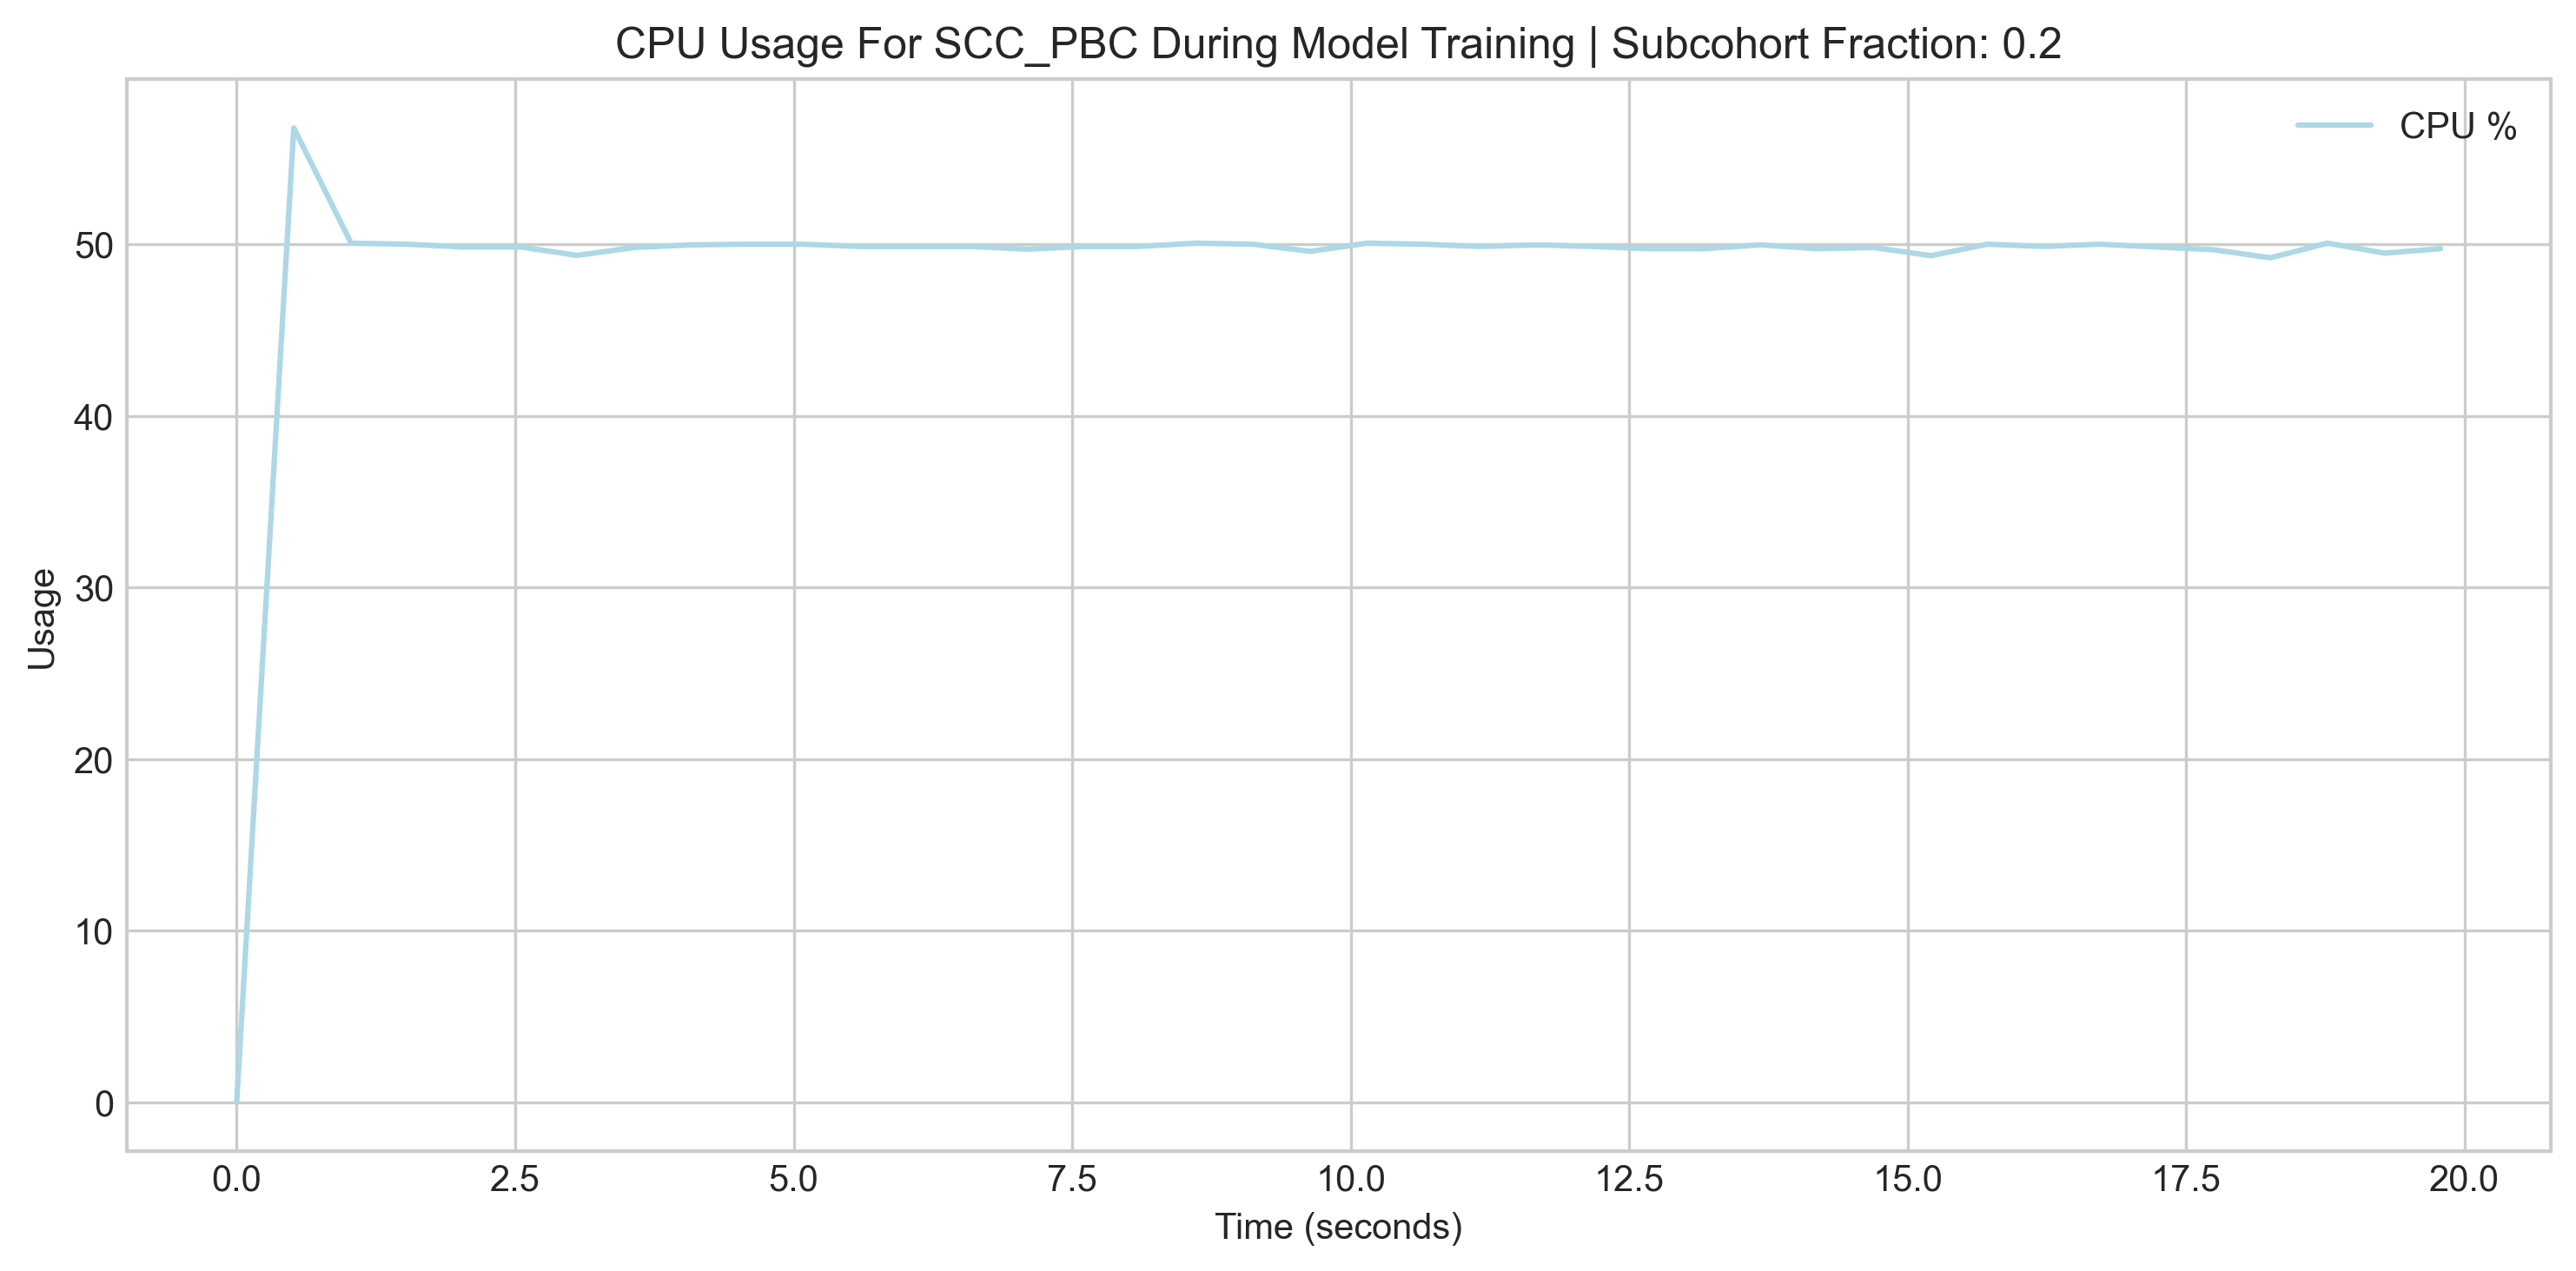 CPU Usage For SCC_PBC During Model Training | Subcohort Fraction: 0.2
CPU %
50
40
30
20
10
0
Usage
0.0 2.5 5.0 7.5 10.0 12.5 15.0 17.5 20.0
Time (seconds)